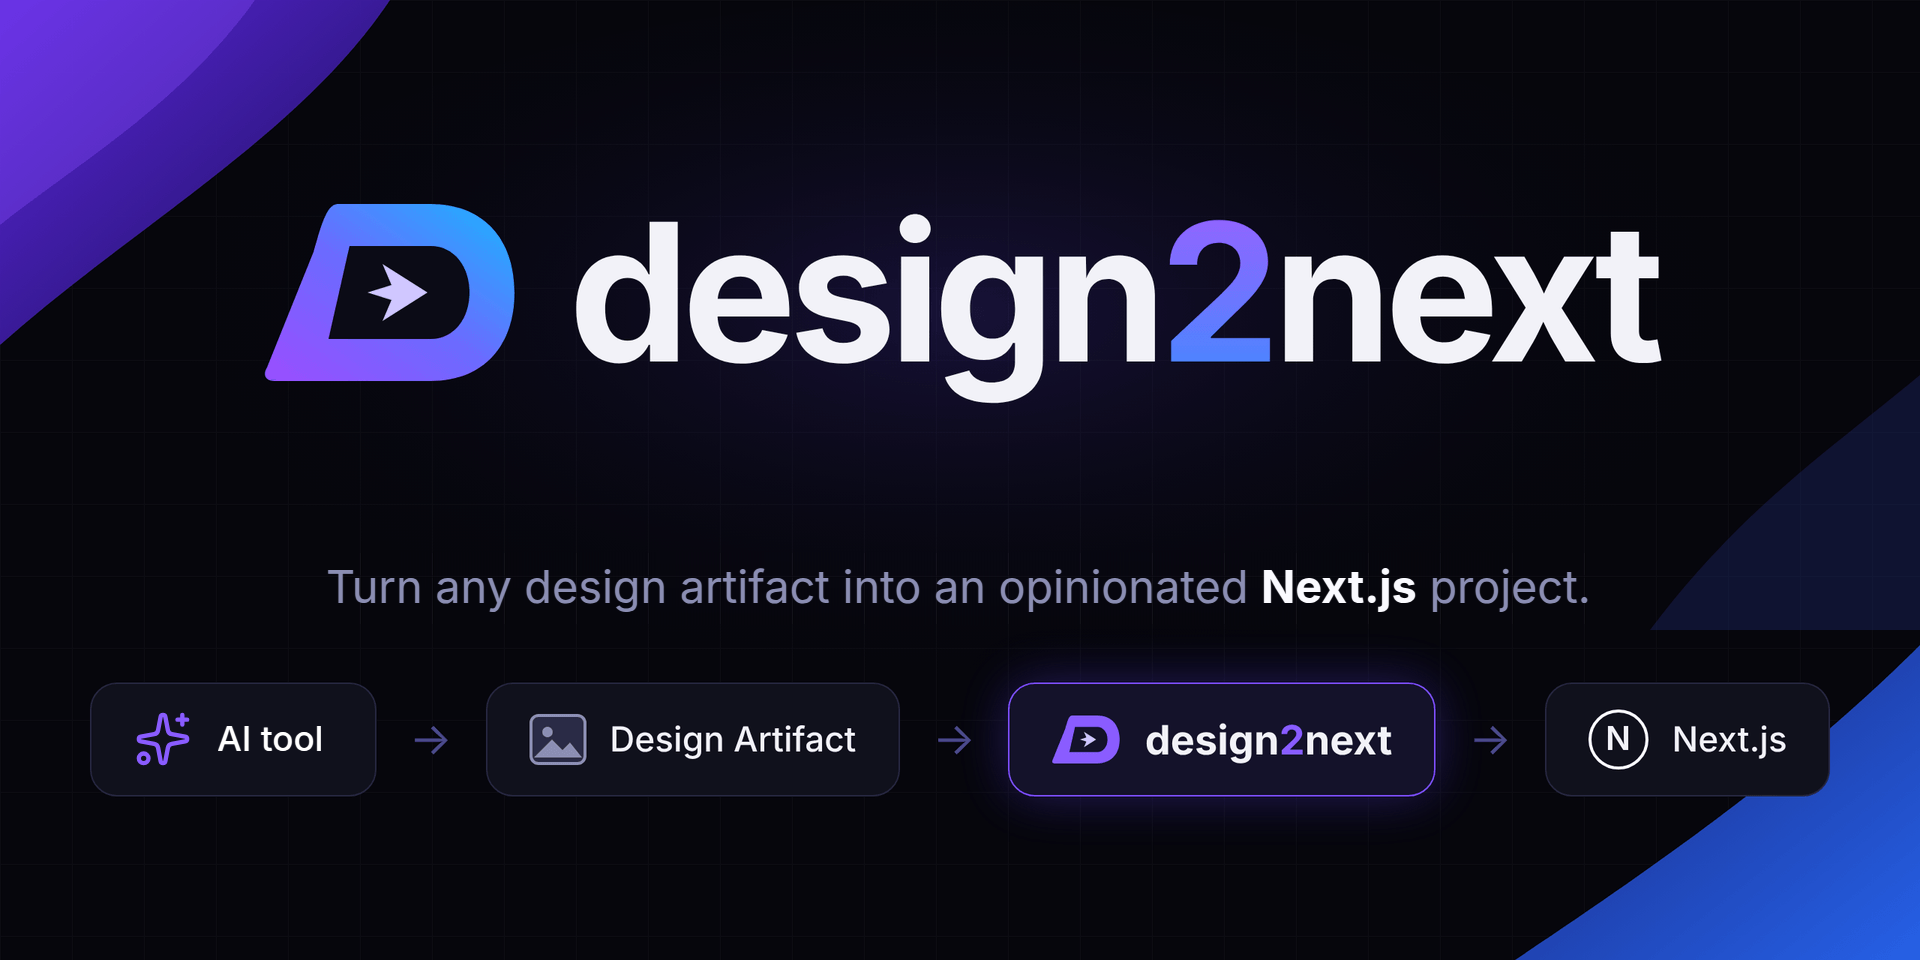 design2next
Turn any design artifact into an opinionated Next.js project.
AI tool
Design Artifact
design2next
N
Next.js